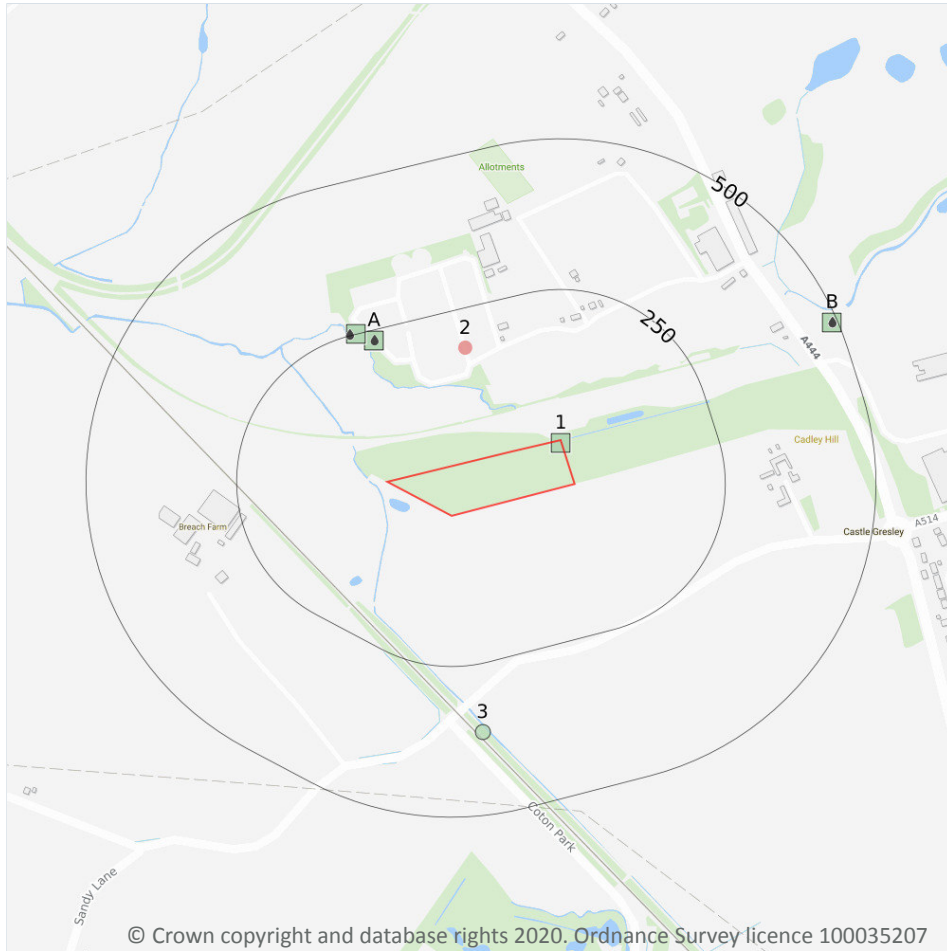 Allotments
500
A
2
250
B
A444
1
Cadley Hill
Castle Gresley
A514
Breach Farm
3
Coton Park
Sandy Lane
© Crown copyright and database rights 2020. Ordnance Survey licence 100035207